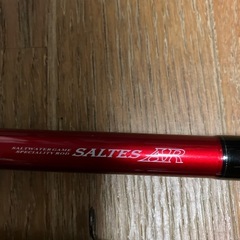 SALTWATER GAME
SPECIALITY ROD
SALTES AR